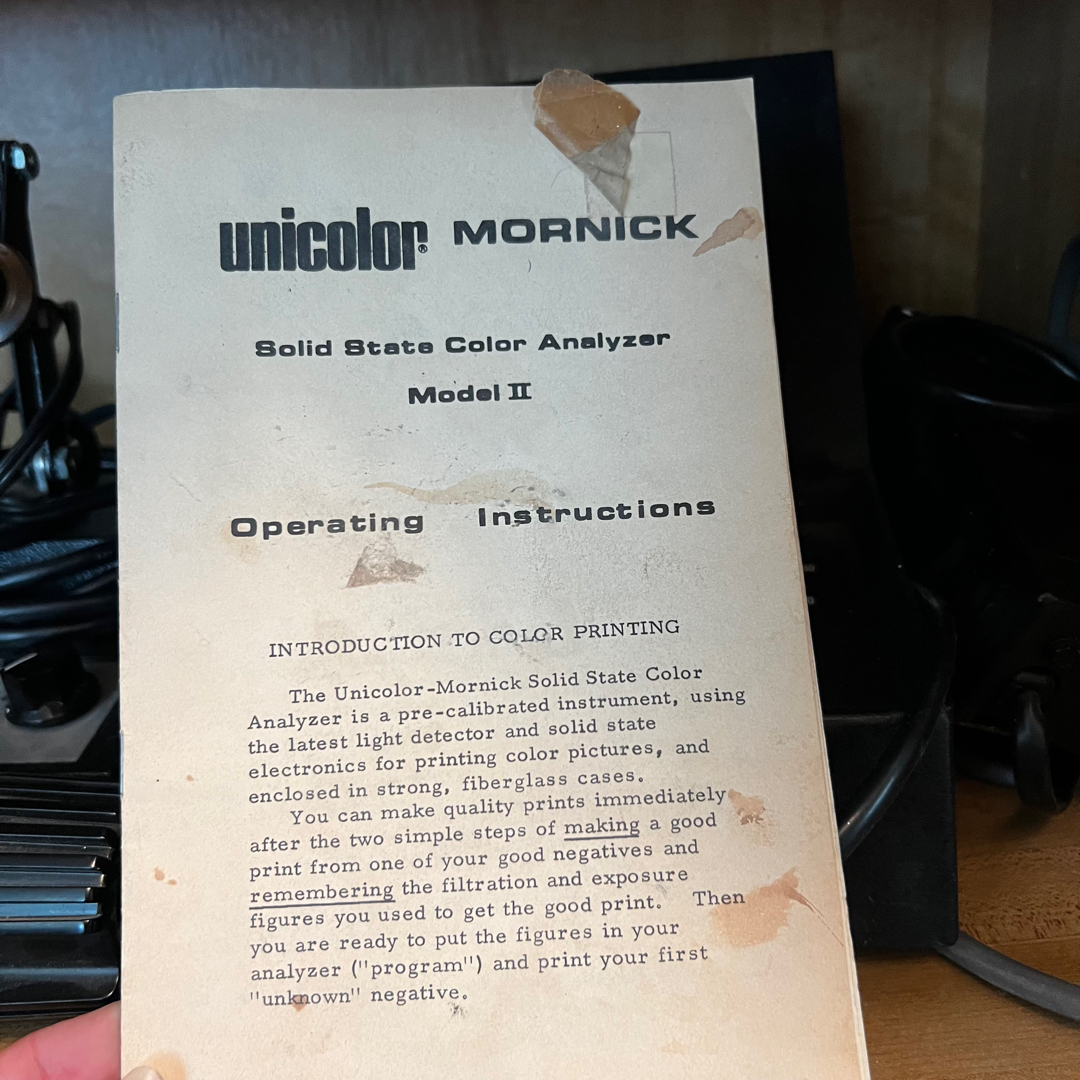 unicolor® MORNICK
Solid State Color Analyzer
Model II
Operating Instructions
INTRODUCTION TO COLOR PRINTING
The Unicolor-Mornick Solid State Color
Analyzer is a pre-calibrated instrument, using
the latest light detector and solid state
electronics for printing color pictures, and
enclosed in strong, fiberglass cases.
You can make quality prints immediately
after the two simple steps of making a good
print from one of your good negatives and
remembering the filtration and exposure
figures you used to get the good print. Then
you are ready to put the figures in your
analyzer ("program") and print your first
"unknown" negative.